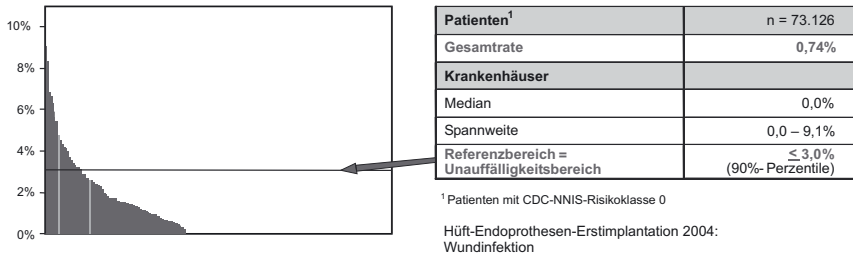 10%
8%
6%
4%
2%
0%
Patienten¹ n = 73.126
Gesamtrate 0,74%
Krankenhäuser
Median 0,0%
Spannweite 0,0 – 9,1%
Referenzbereich = ≤ 3,0%
Unauffälligkeitsbereich (90%- Perzentile)
¹ Patienten mit CDC-NNIS-Risikoklasse 0
Hüft-Endoprothesen-Erstimplantation 2004:
Wundinfektion